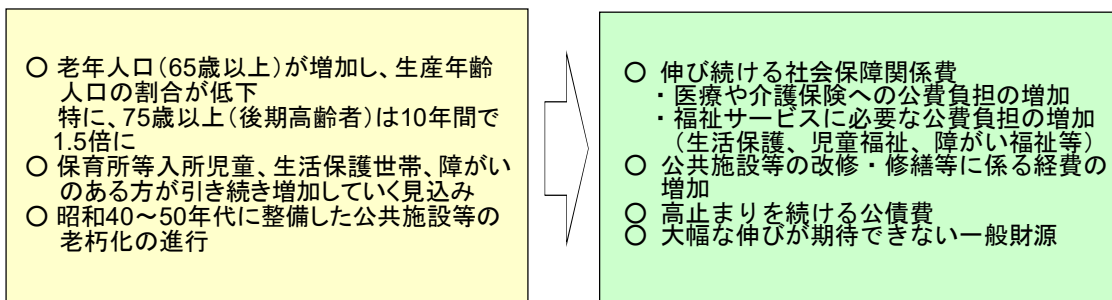 ○ 老年人口（65歳以上）が増加し、生産年齢
人口の割合が低下
特に、75歳以上（後期高齢者）は10年間で
1.5倍に
○ 保育所等入所児童、生活保護世帯、障がい
のある方が引き続き増加していく見込み
○ 昭和40～50年代に整備した公共施設等の
老朽化の進行
○ 伸び続ける社会保障関係費
・医療や介護保険への公費負担の増加
・福祉サービスに必要な公費負担の増加
（生活保護、児童福祉、障がい福祉等）
○ 公共施設等の改修・修繕等に係る経費の
増加
○ 高止まりを続ける公債費
○ 大幅な伸びが期待できない一般財源